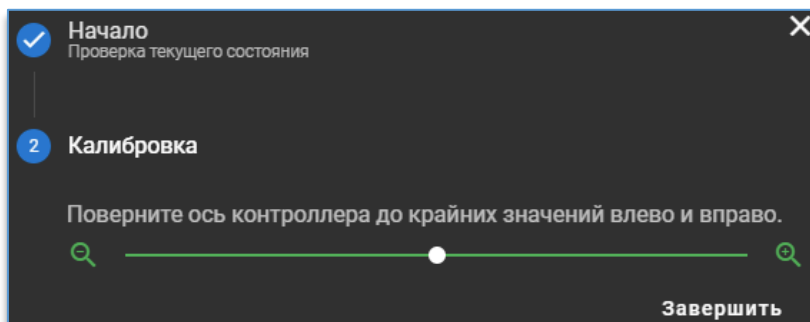 Начало
Проверка текущего состояния
2 Калибровка
Поверните ось контроллера до крайних значений влево и вправо.
Завершить